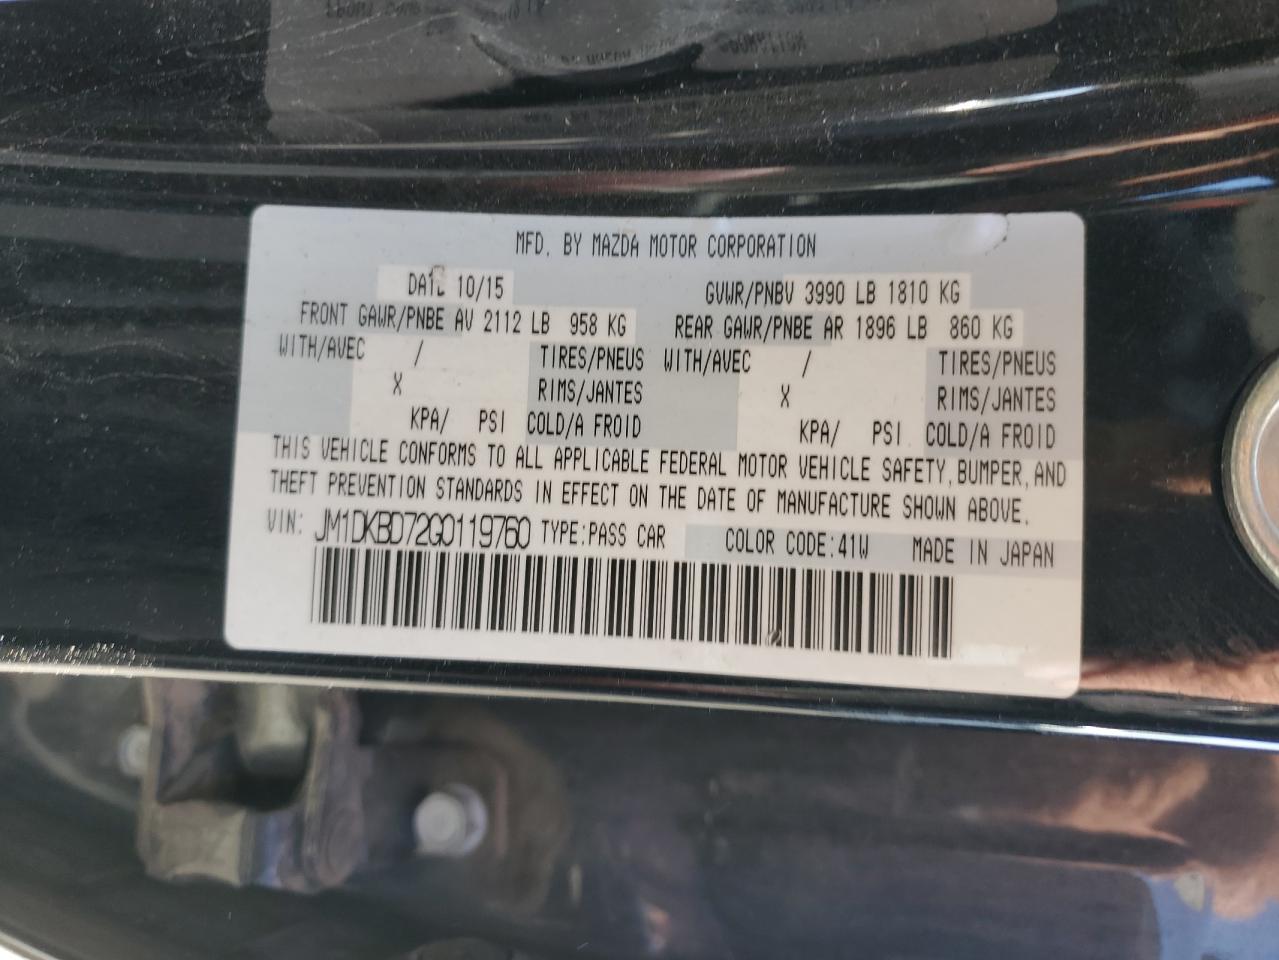 MFD. BY MAZDA MOTOR CORPORATION
DATE 10/15 GVWR/PNBV 3990 LB 1810 KG
FRONT GAWR/PNBE AV 2112 LB 958 KG REAR GAWR/PNBE AR 1896 LB 860 KG
WITH/AVEC / TIRES/PNEUS WITH/AVEC / TIRES/PNEUS
X RIMS/JANTES X RIMS/JANTES
KPA/ PSI COLD/A FROID KPA/ PSI COLD/A FROID
THIS VEHICLE CONFORMS TO ALL APPLICABLE FEDERAL MOTOR VEHICLE SAFETY, BUMPER, AND
THEFT PREVENTION STANDARDS IN EFFECT ON THE DATE OF MANUFACTURE SHOWN ABOVE.
VIN: JM1DKBD72G0119760 TYPE:PASS CAR COLOR CODE:41W MADE IN JAPAN